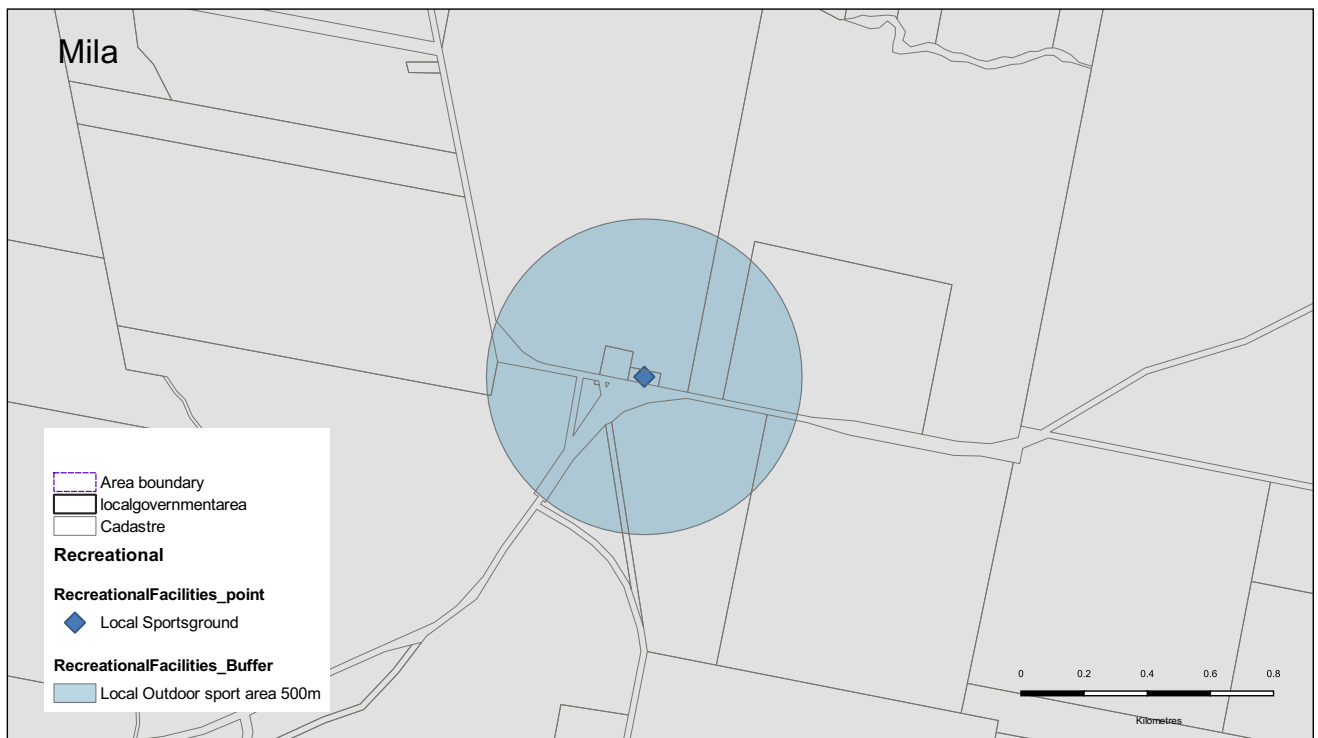 Mila
Area boundary
localgovernmentarea
Cadastre
Recreational
RecreationalFacilities_point
Local Sportsground
RecreationalFacilities_Buffer
Local Outdoor sport area 500m
0 0.2 0.4 0.6 0.8
Kilometres